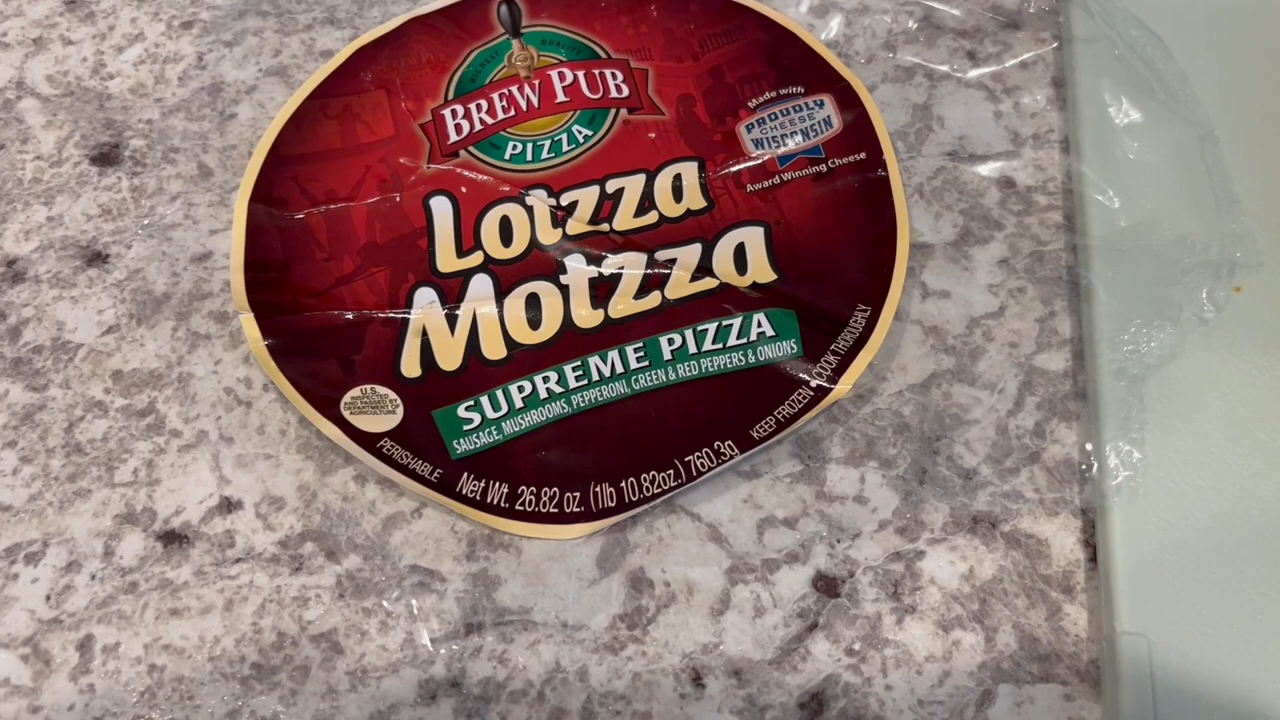 HIGHEST QUALITY
BREW PUB
PIZZA
Made with
PROUDLY
CHEESE
WISCONSIN
Award Winning Cheese
Lotzza
Motzza
SUPREME PIZZA
SAUSAGE, MUSHROOMS, PEPPERONI, GREEN & RED PEPPERS & ONIONS
U.S.
INSPECTED
AND PASSED BY
DEPARTMENT OF
AGRICULTURE
PERISHABLE
Net Wt. 26.82 oz. (1lb 10.82oz.) 760.3g
KEEP FROZEN / COOK THOROUGHLY